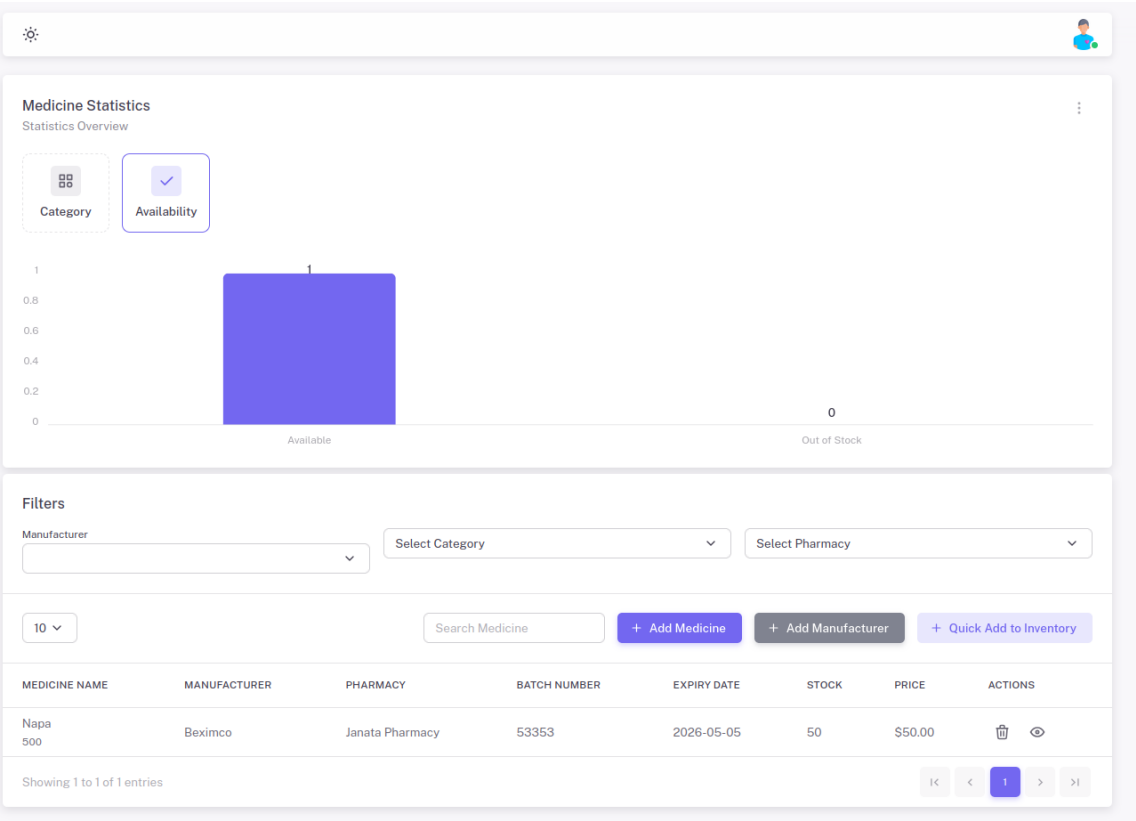 Medicine Statistics
Statistics Overview
Category Availability
1
0.8
0.6
0.4
0.2
0
1
0
Available Out of Stock
Filters
Manufacturer
Select Category Select Pharmacy
10 Search Medicine + Add Medicine + Add Manufacturer + Quick Add to Inventory
MEDICINE NAME MANUFACTURER PHARMACY BATCH NUMBER EXPIRY DATE STOCK PRICE ACTIONS
Napa
500
Beximco Janata Pharmacy 53353 2026-05-05 50 $50.00
Showing 1 to 1 of 1 entries 1